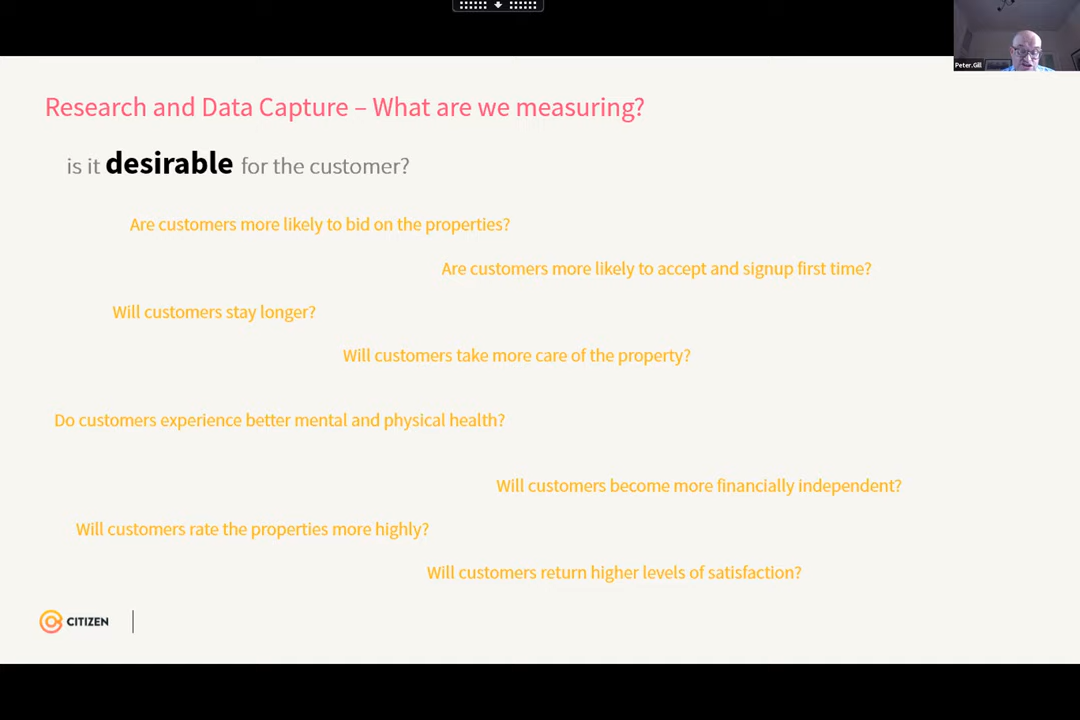 Peter.Gill
Research and Data Capture – What are we measuring?
is it desirable for the customer?
Are customers more likely to bid on the properties?
Are customers more likely to accept and signup first time?
Will customers stay longer?
Will customers take more care of the property?
Do customers experience better mental and physical health?
Will customers become more financially independent?
Will customers rate the properties more highly?
Will customers return higher levels of satisfaction?
CITIZEN